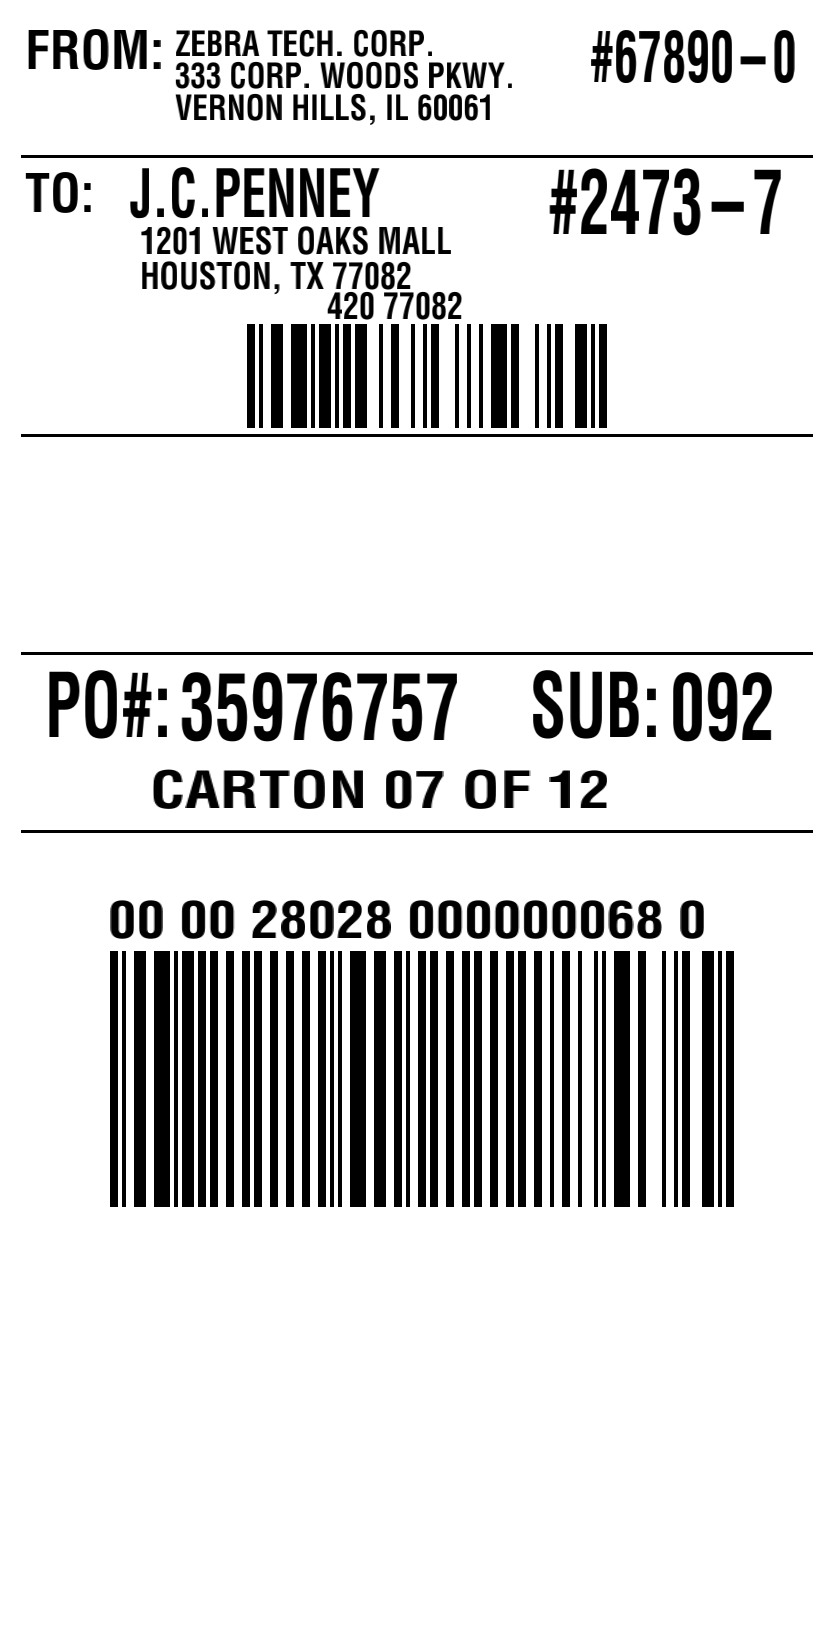 FROM: ZEBRA TECH. CORP. #67890-0
333 CORP. WOODS PKWY.
VERNON HILLS, IL 60061
TO: J.C.PENNEY #2473-7
1201 WEST OAKS MALL
HOUSTON, TX 77082
420 77082
PO#: 35976757 SUB: 092
CARTON 07 OF 12
00 00 28028 000000068 0